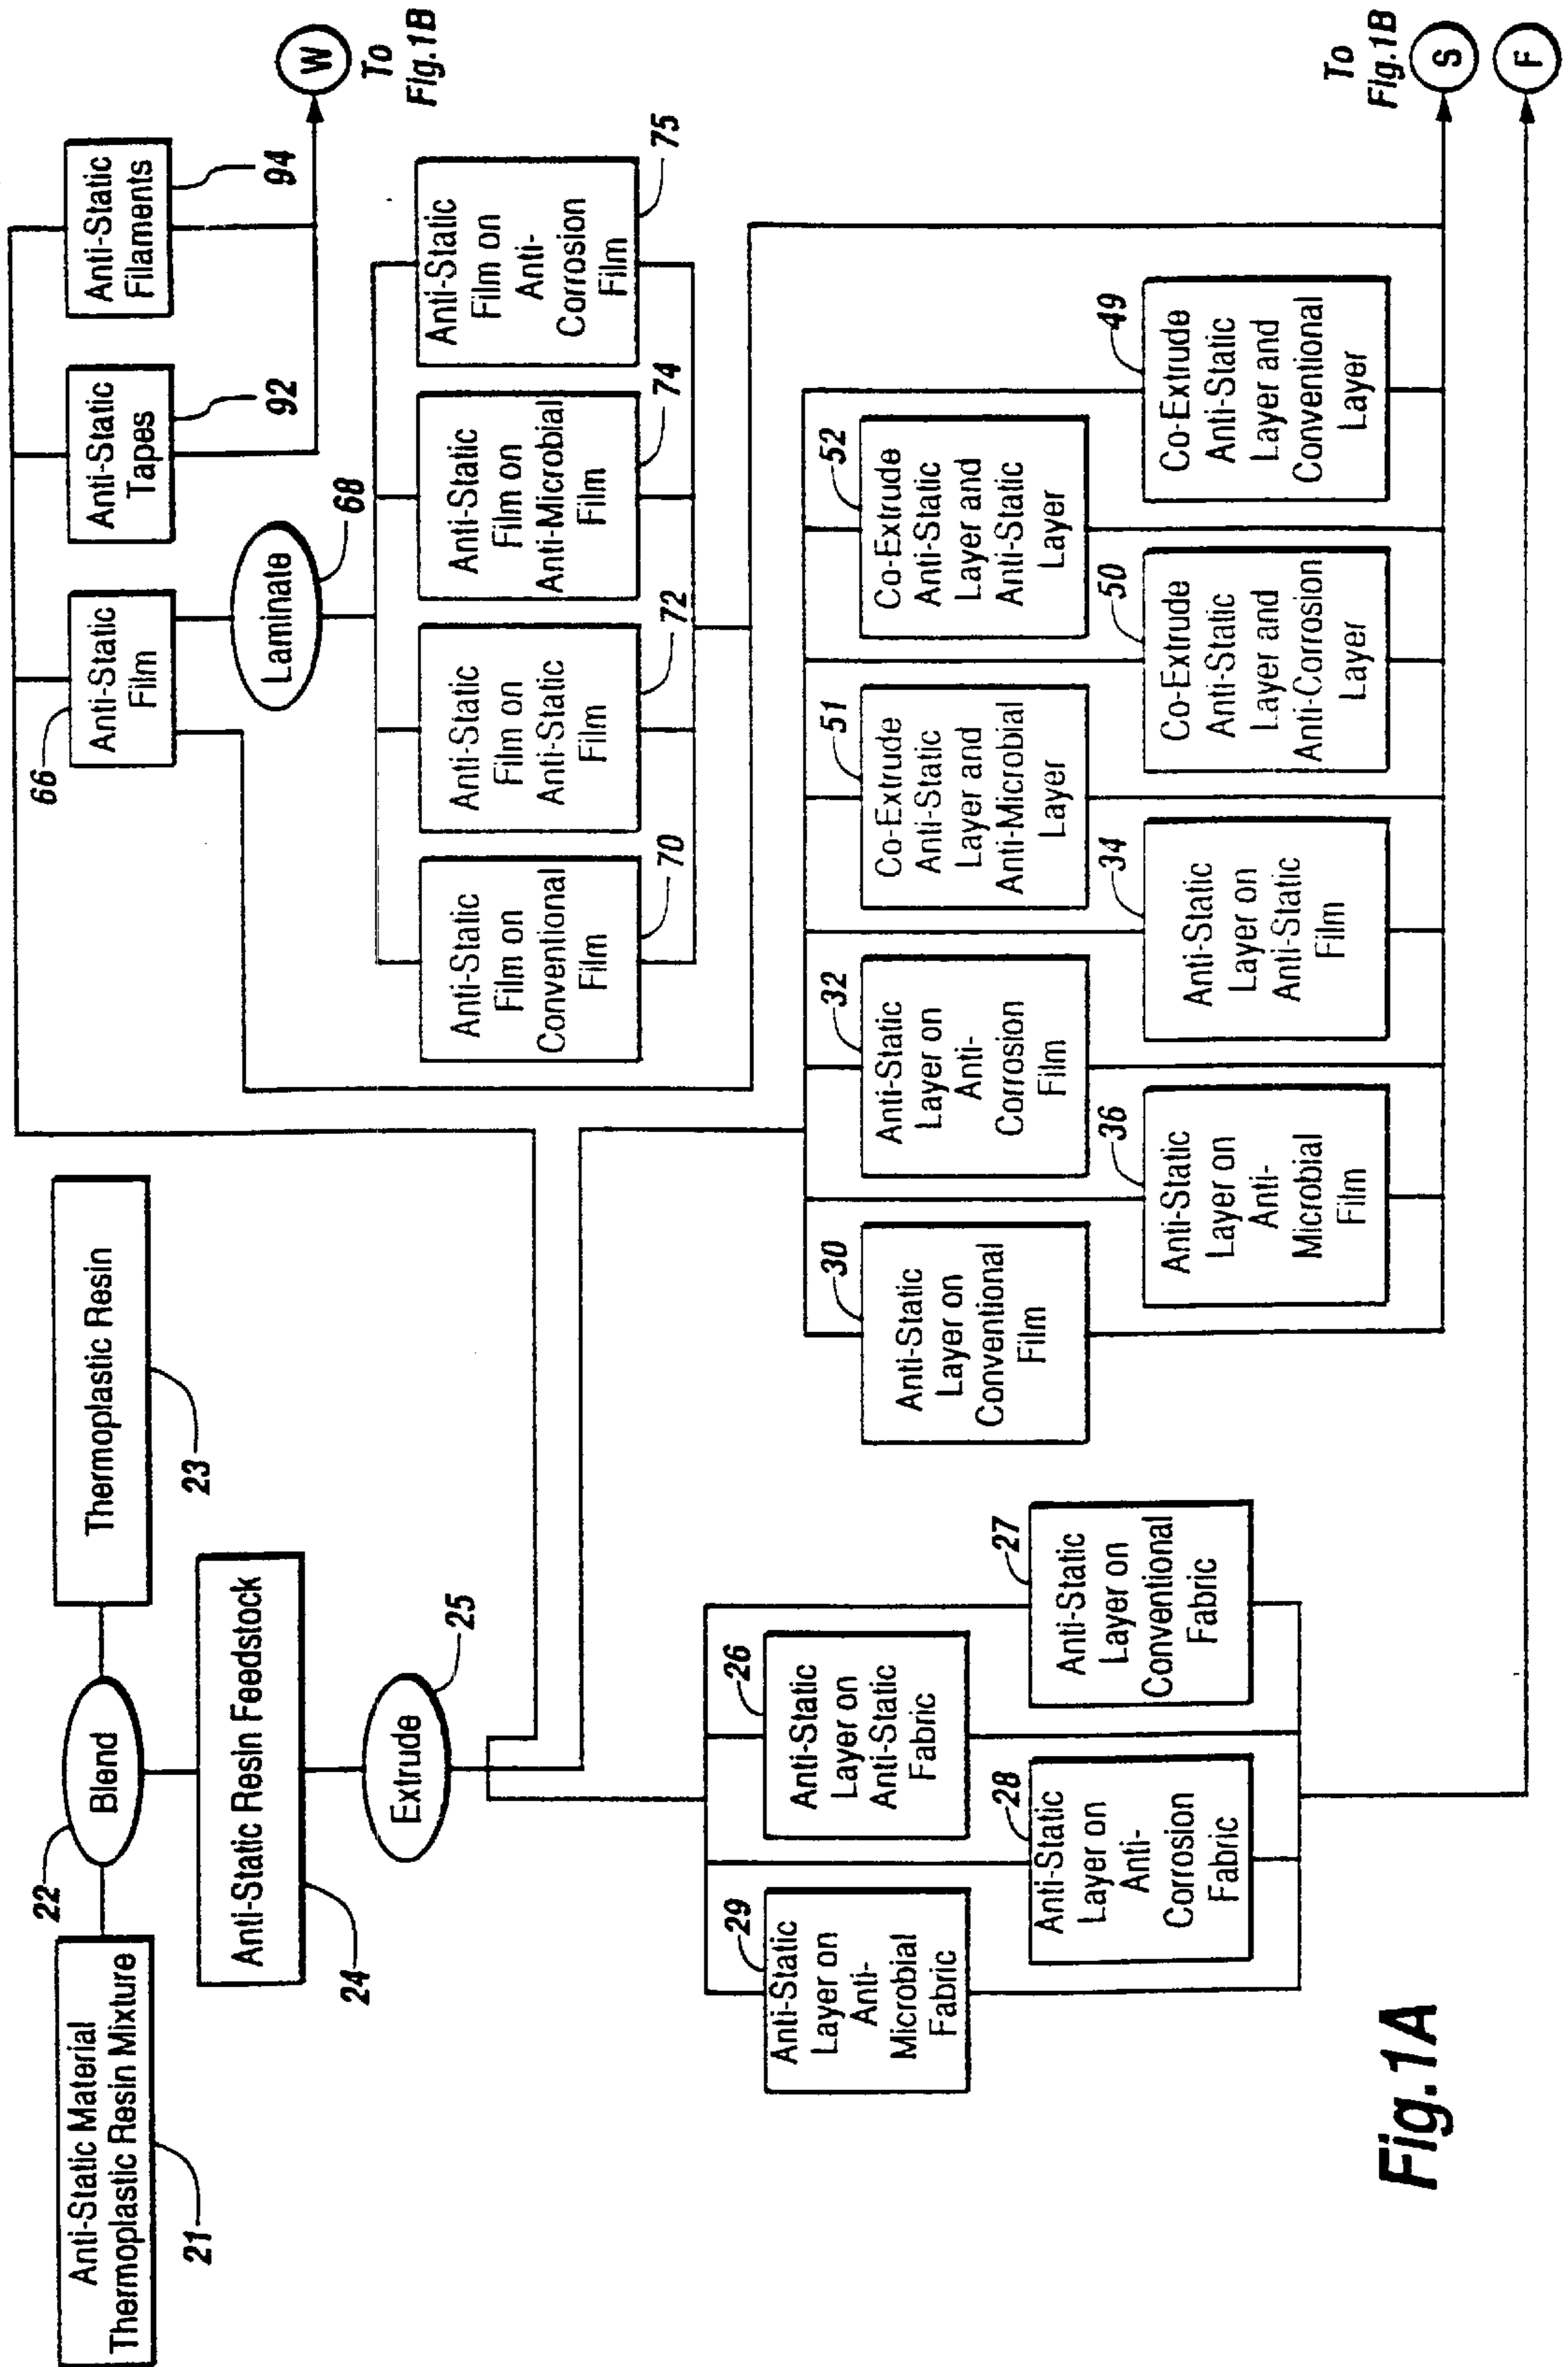 Anti-Static Material
Thermoplastic Resin Mixture
21
22
Blend
Thermoplastic Resin
23
Anti-Static Resin Feedstock
24
Extrude
25
66
Anti-Static
Film
Anti-Static
Tapes
92
Anti-Static
Filaments
94
W
To
Fig.1B
Laminate
68
Anti-Static
Film on
Conventional
Film
70
Anti-Static
Film on
Anti-Static
Film
72
Anti-Static
Film on
Anti-Microbial
Film
74
Anti-Static
Film on
Anti-
Corrosion
Film
75
29
Anti-Static
Layer on
Anti-
Microbial
Fabric
26
Anti-Static
Layer on
Anti-Static
Fabric
28
Anti-Static
Layer on
Anti-
Corrosion
Fabric
27
Anti-Static
Layer on
Conventional
Fabric
30
Anti-Static
Layer on
Conventional
Film
32
Anti-Static
Layer on
Anti-
Corrosion
Film
51
Co-Extrude
Anti-Static
Layer and
Anti-Microbial
Layer
52
Co-Extrude
Anti-Static
Layer and
Anti-Static
Layer
36
Anti-Static
Layer on
Anti-
Microbial
Film
34
Anti-Static
Layer on
Anti-Static
Film
50
Co-Extrude
Anti-Static
Layer and
Anti-Corrosion
Layer
49
Co-Extrude
Anti-Static
Layer and
Conventional
Layer
To
Fig.1B
S
F
Fig.1A